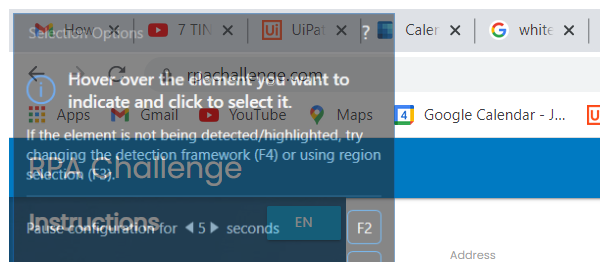 Selection Options
How
7 TIN
UiPat
?
Caler
white
rpachallenge.com
Hover over the element you want to
indicate and click to select it.
Apps Gmail YouTube Maps Google Calendar - J...
If the element is not being detected/highlighted, try
changing the detection framework (F4) or using region
selection (F3).
RPA Challenge
Instructions
EN
Pause configuration for 5 seconds
F2
Address